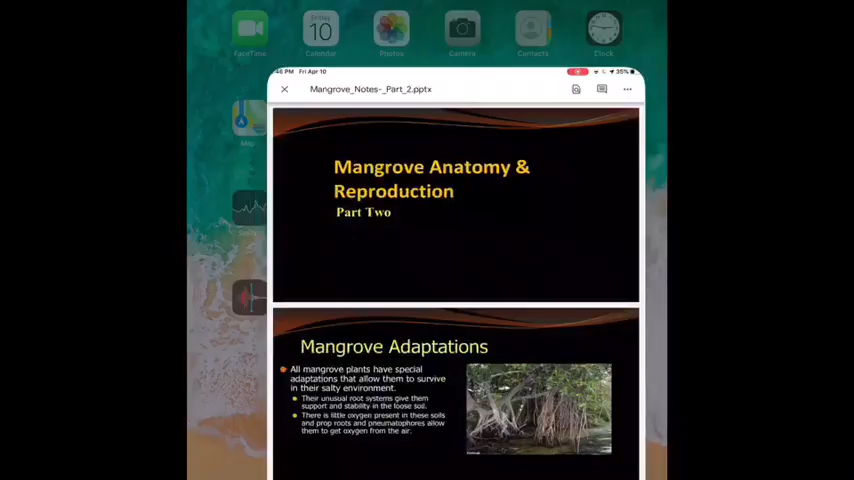 FaceTime
Friday
10
Calendar
Photos
Camera
Contacts
Clock
:46 PM Fri Apr 10
35%
Mangrove_Notes-_Part_2.pptx
Mangrove Anatomy &
Reproduction
Part Two
Mangrove Adaptations
All mangrove plants have special
adaptations that allow them to survive
in their salty environment.
Their unusual root systems give them
support and stability in the loose soil.
There is little oxygen present in these soils
and prop roots and pneumatophores allow
them to get oxygen from the air.